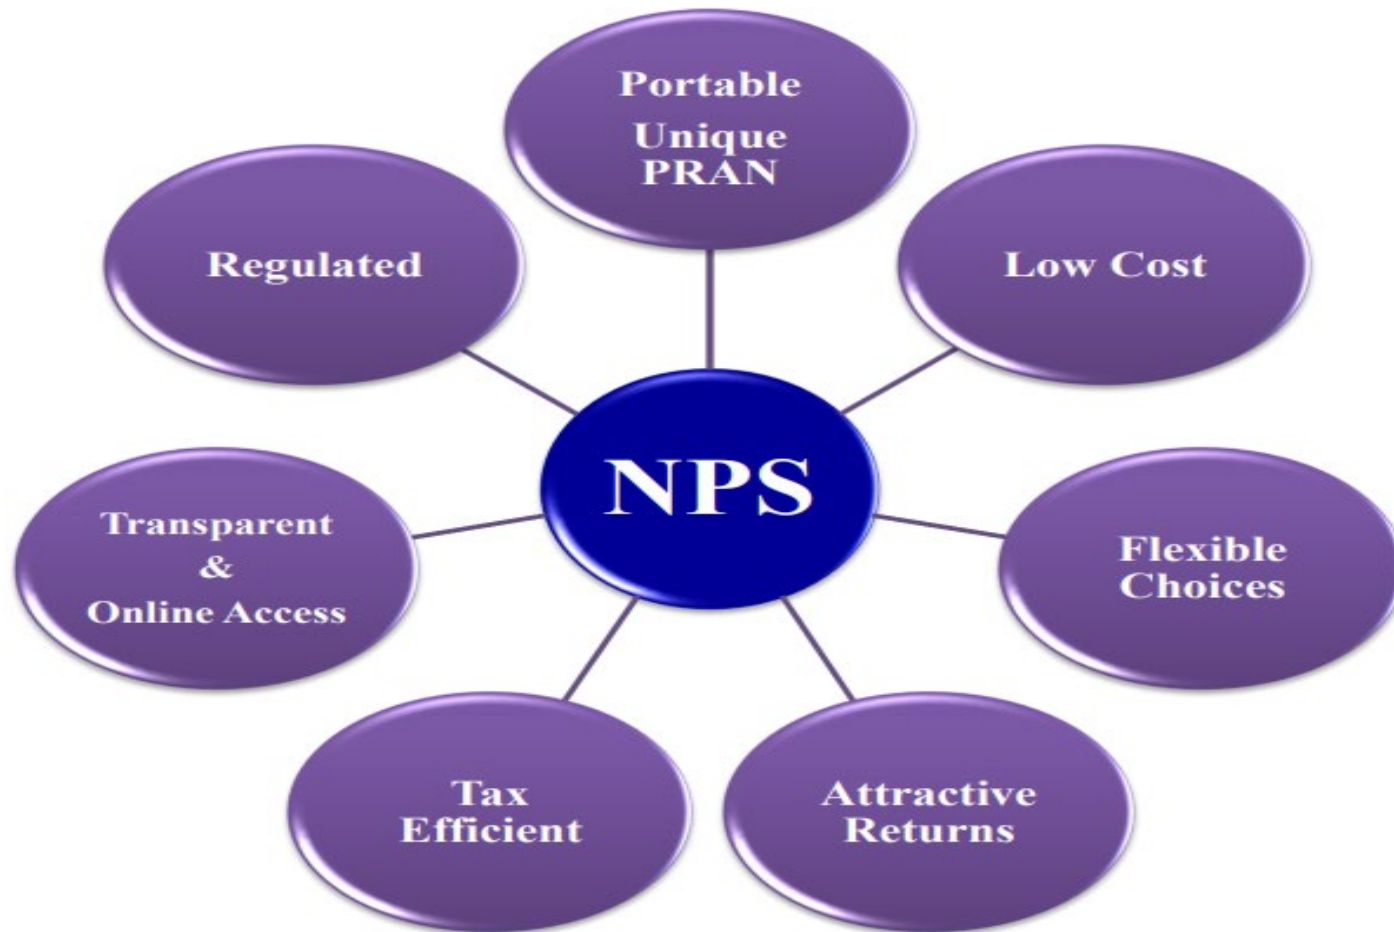 Portable
Unique
PRAN
Regulated
Low Cost
NPS
Transparent
&
Online Access
Flexible
Choices
Tax
Efficient
Attractive
Returns